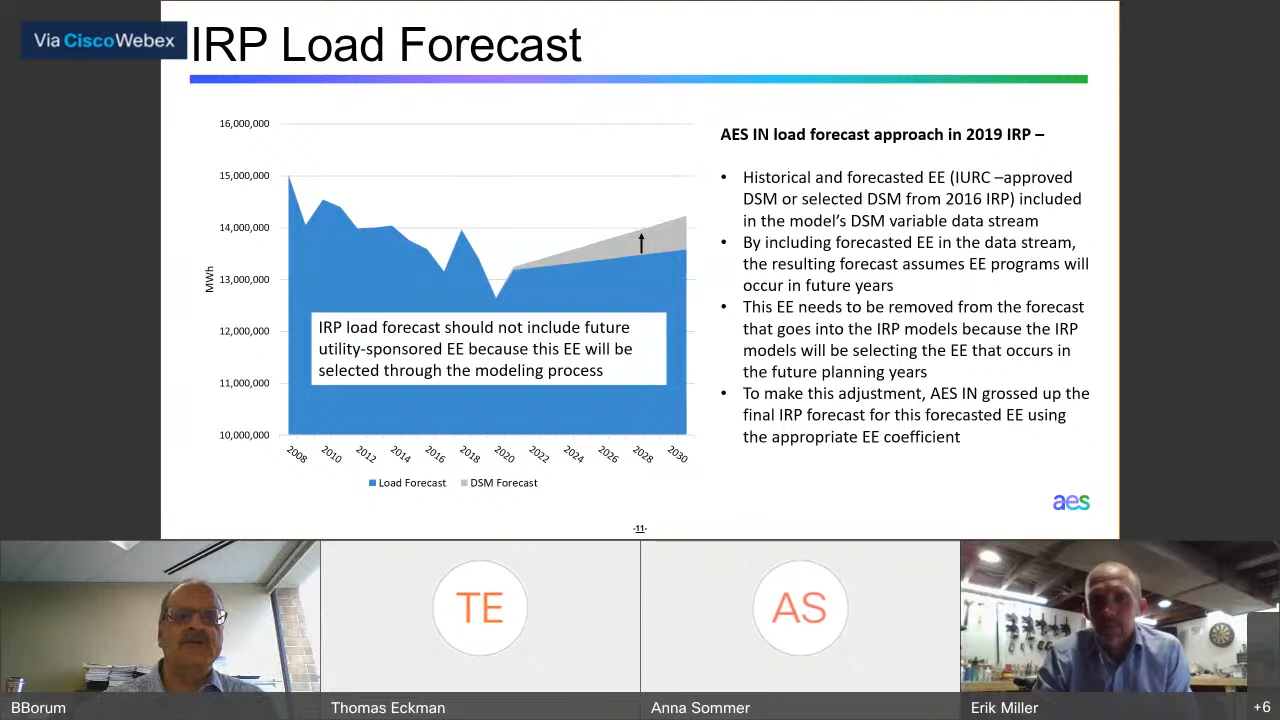 Via CiscoWebex
IRP Load Forecast
16,000,000
15,000,000
14,000,000
13,000,000
12,000,000
11,000,000
10,000,000
MWh
IRP load forecast should not include future
utility-sponsored EE because this EE will be
selected through the modeling process
2008
2010
2012
2014
2016
2018
2020
2022
2024
2026
2028
2030
Load Forecast
DSM Forecast
AES IN load forecast approach in 2019 IRP –
• Historical and forecasted EE (IURC –approved
DSM or selected DSM from 2016 IRP) included
in the model’s DSM variable data stream
• By including forecasted EE in the data stream,
the resulting forecast assumes EE programs will
occur in future years
• This EE needs to be removed from the forecast
that goes into the IRP models because the IRP
models will be selecting the EE that occurs in
the future planning years
• To make this adjustment, AES IN grossed up the
final IRP forecast for this forecasted EE using
the appropriate EE coefficient
aes
-11-
TE
AS
BBorum
Thomas Eckman
Anna Sommer
Erik Miller
+6